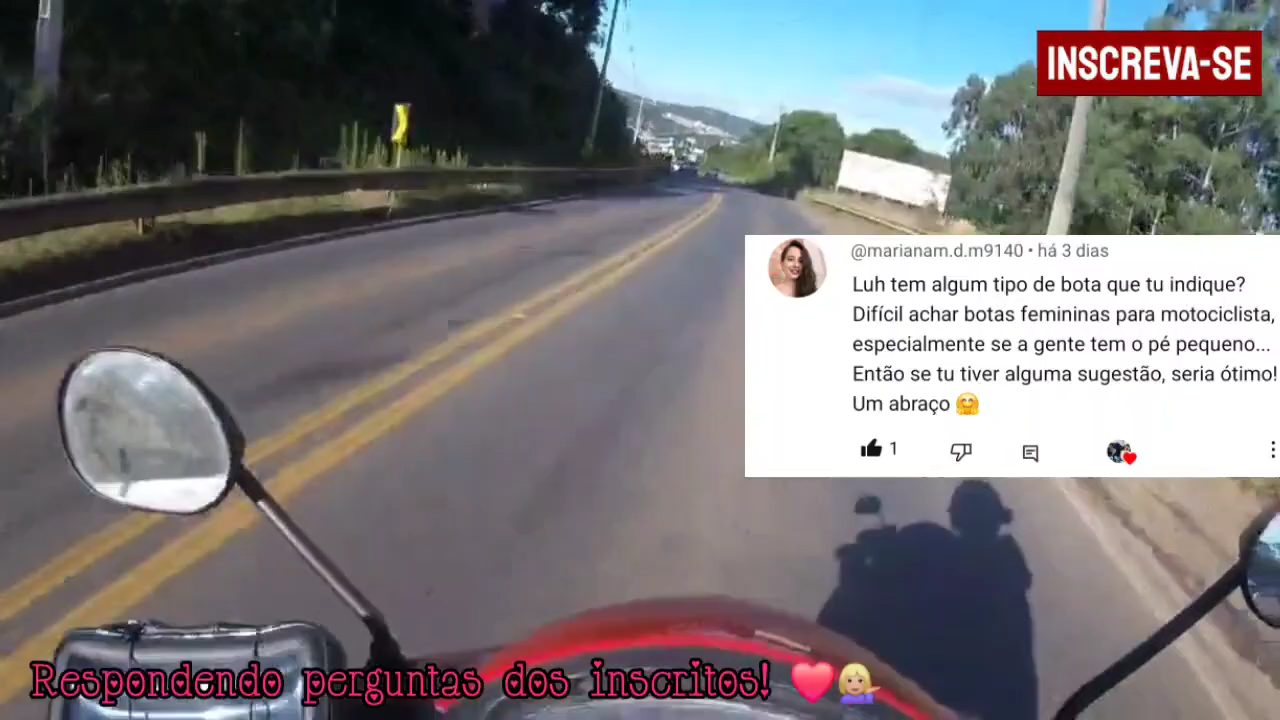 INSCREVA-SE
@marianam.d.m9140 • há 3 dias
Luh tem algum tipo de bota que tu indique?
Difícil achar botas femininas para motociclista,
especialmente se a gente tem o pé pequeno...
Então se tu tiver alguma sugestão, seria ótimo!
Um abraço 🤗
1
Respondendo perguntas dos inscritos! ❤️💁🏼‍♀️